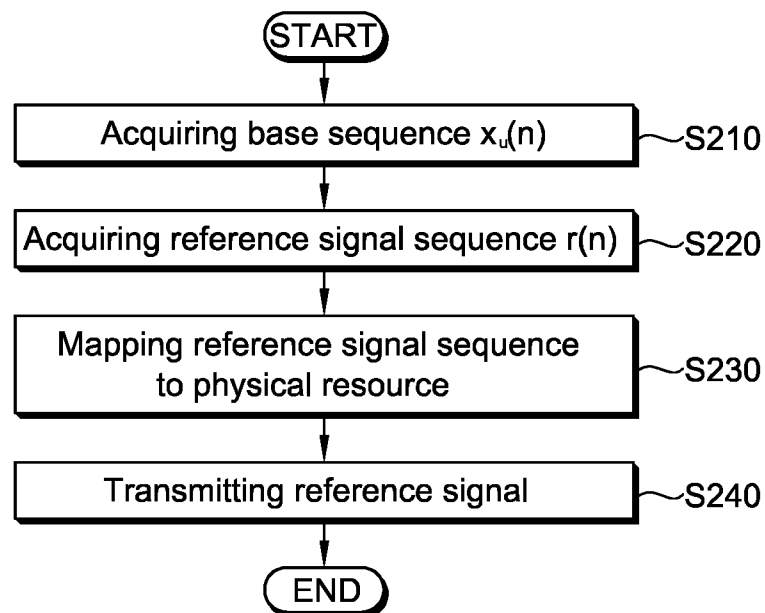 START
Acquiring base sequence xᵤ(n)
S210
Acquiring reference signal sequence r(n)
S220
Mapping reference signal sequence
to physical resource
S230
Transmitting reference signal
S240
END